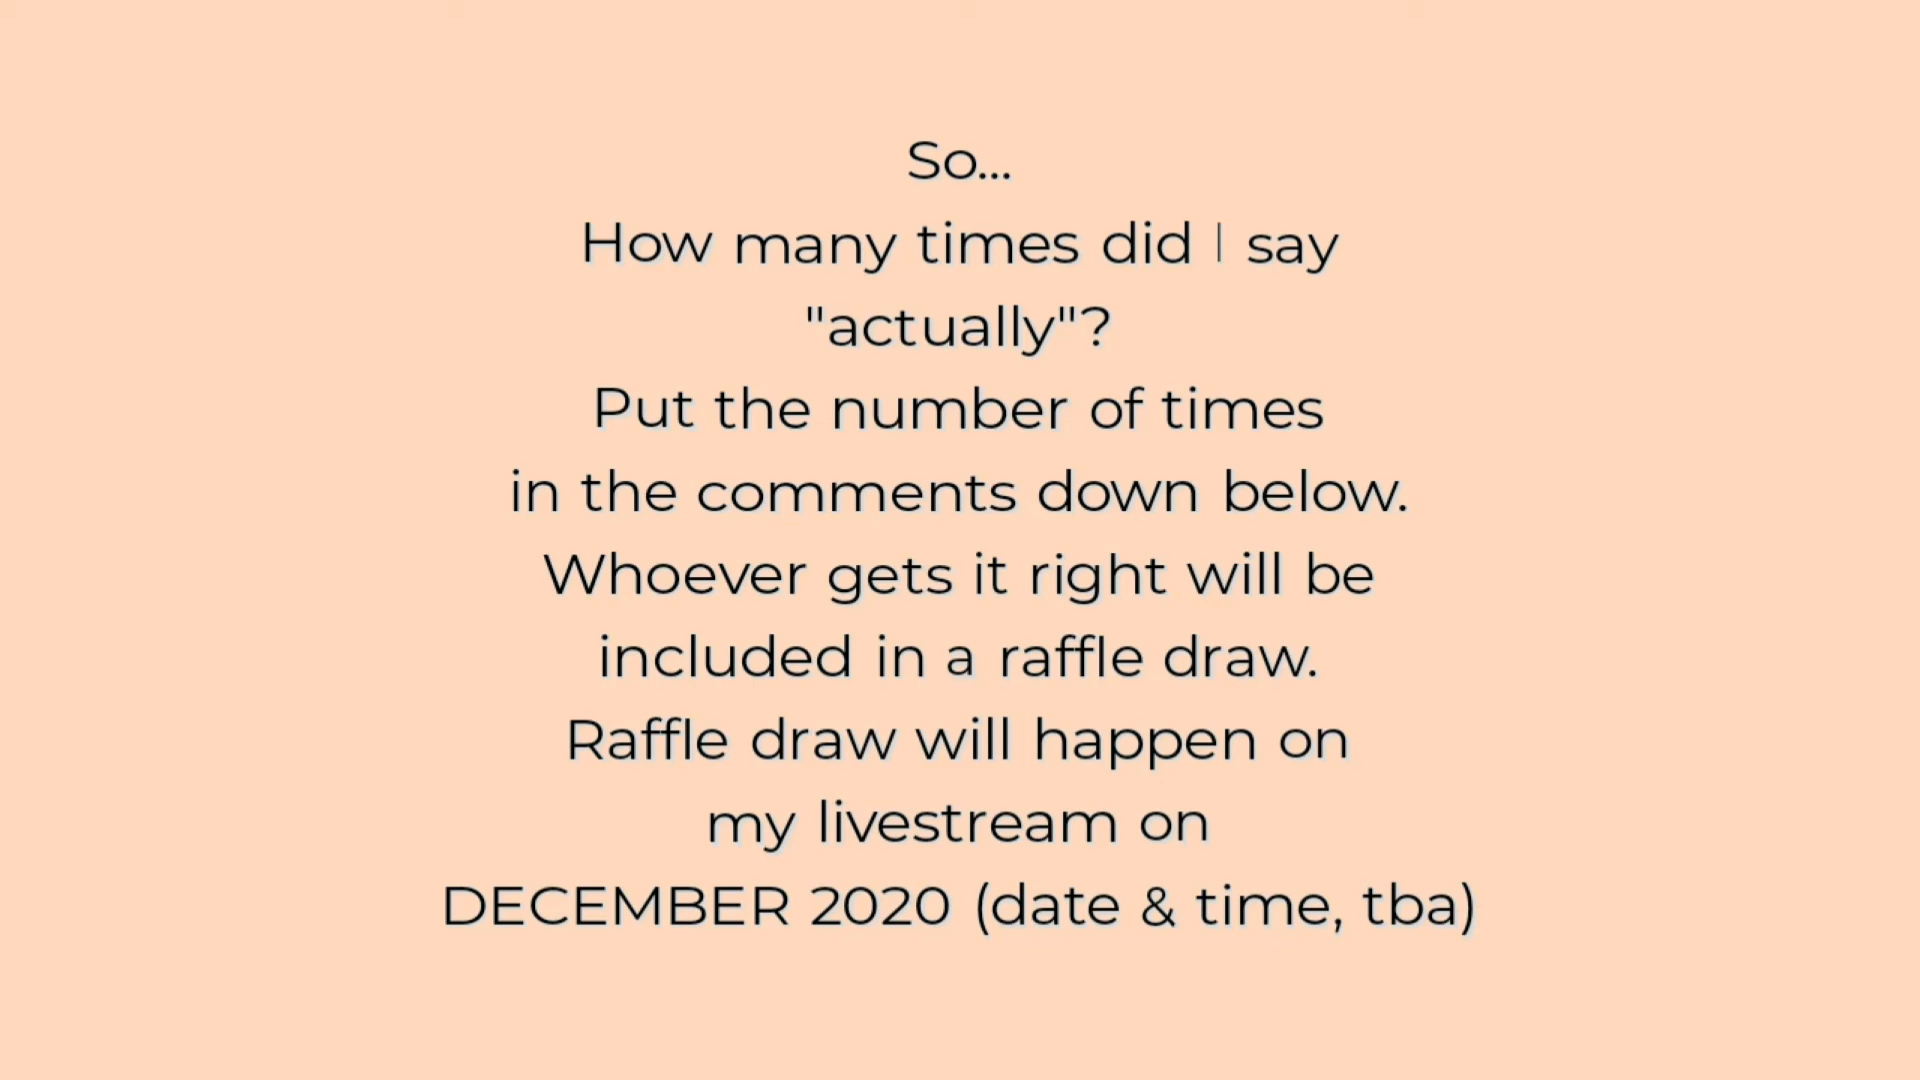 So...
How many times did I say
"actually"?
Put the number of times
in the comments down below.
Whoever gets it right will be
included in a raffle draw.
Raffle draw will happen on
my livestream on
DECEMBER 2020 (date & time, tba)